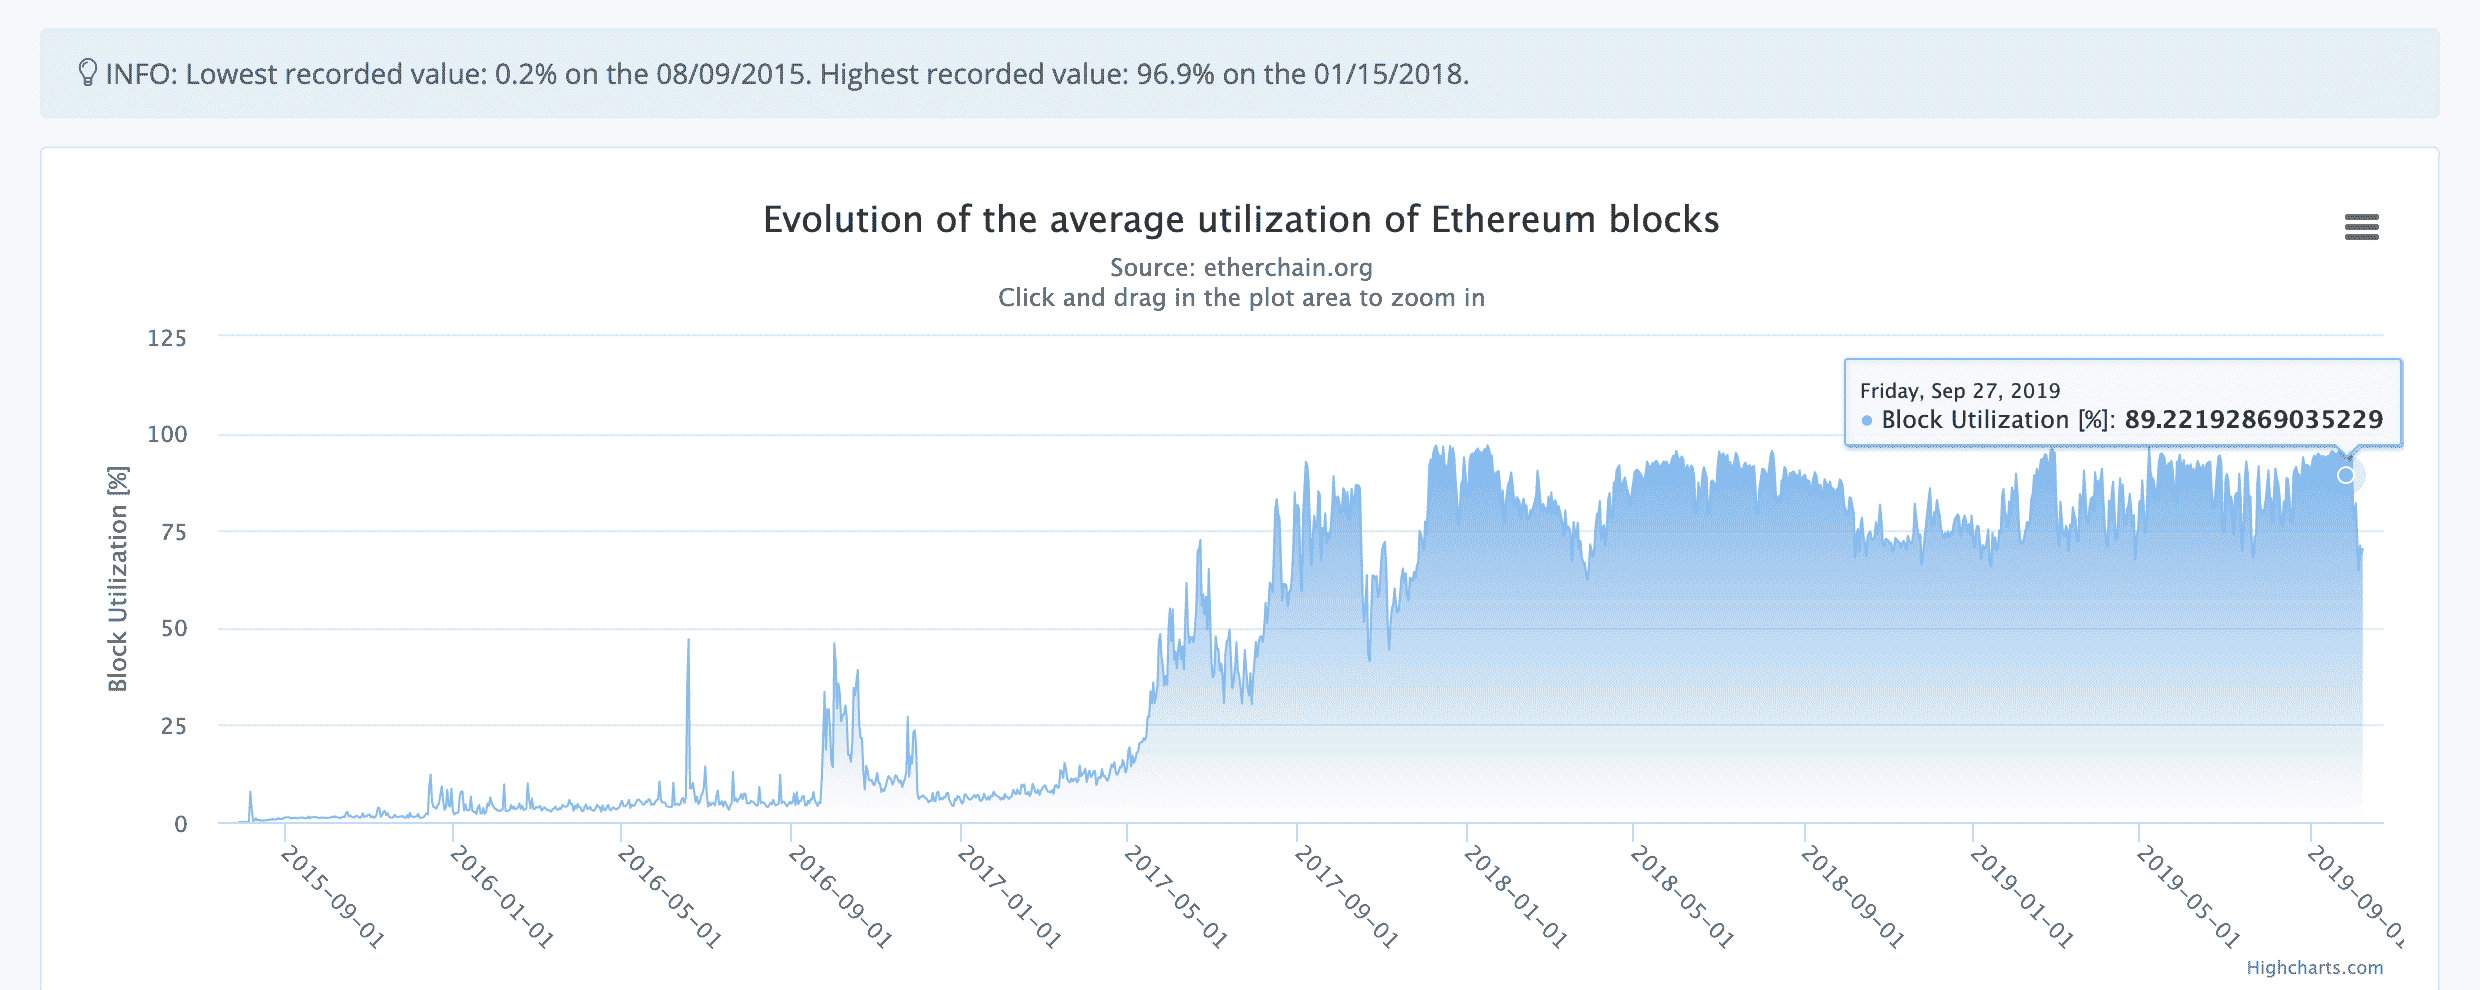 INFO: Lowest recorded value: 0.2% on the 08/09/2015. Highest recorded value: 96.9% on the 01/15/2018.
Evolution of the average utilization of Ethereum blocks
Source: etherchain.org
Click and drag in the plot area to zoom in
Block Utilization [%]
125
100
75
50
25
0
Friday, Sep 27, 2019
Block Utilization [%]: 89.22192869035229
2015-09-01
2016-01-01
2016-05-01
2016-09-01
2017-01-01
2017-05-01
2017-09-01
2018-01-01
2018-05-01
2018-09-01
2019-01-01
2019-05-01
2019-09-01
Highcharts.com